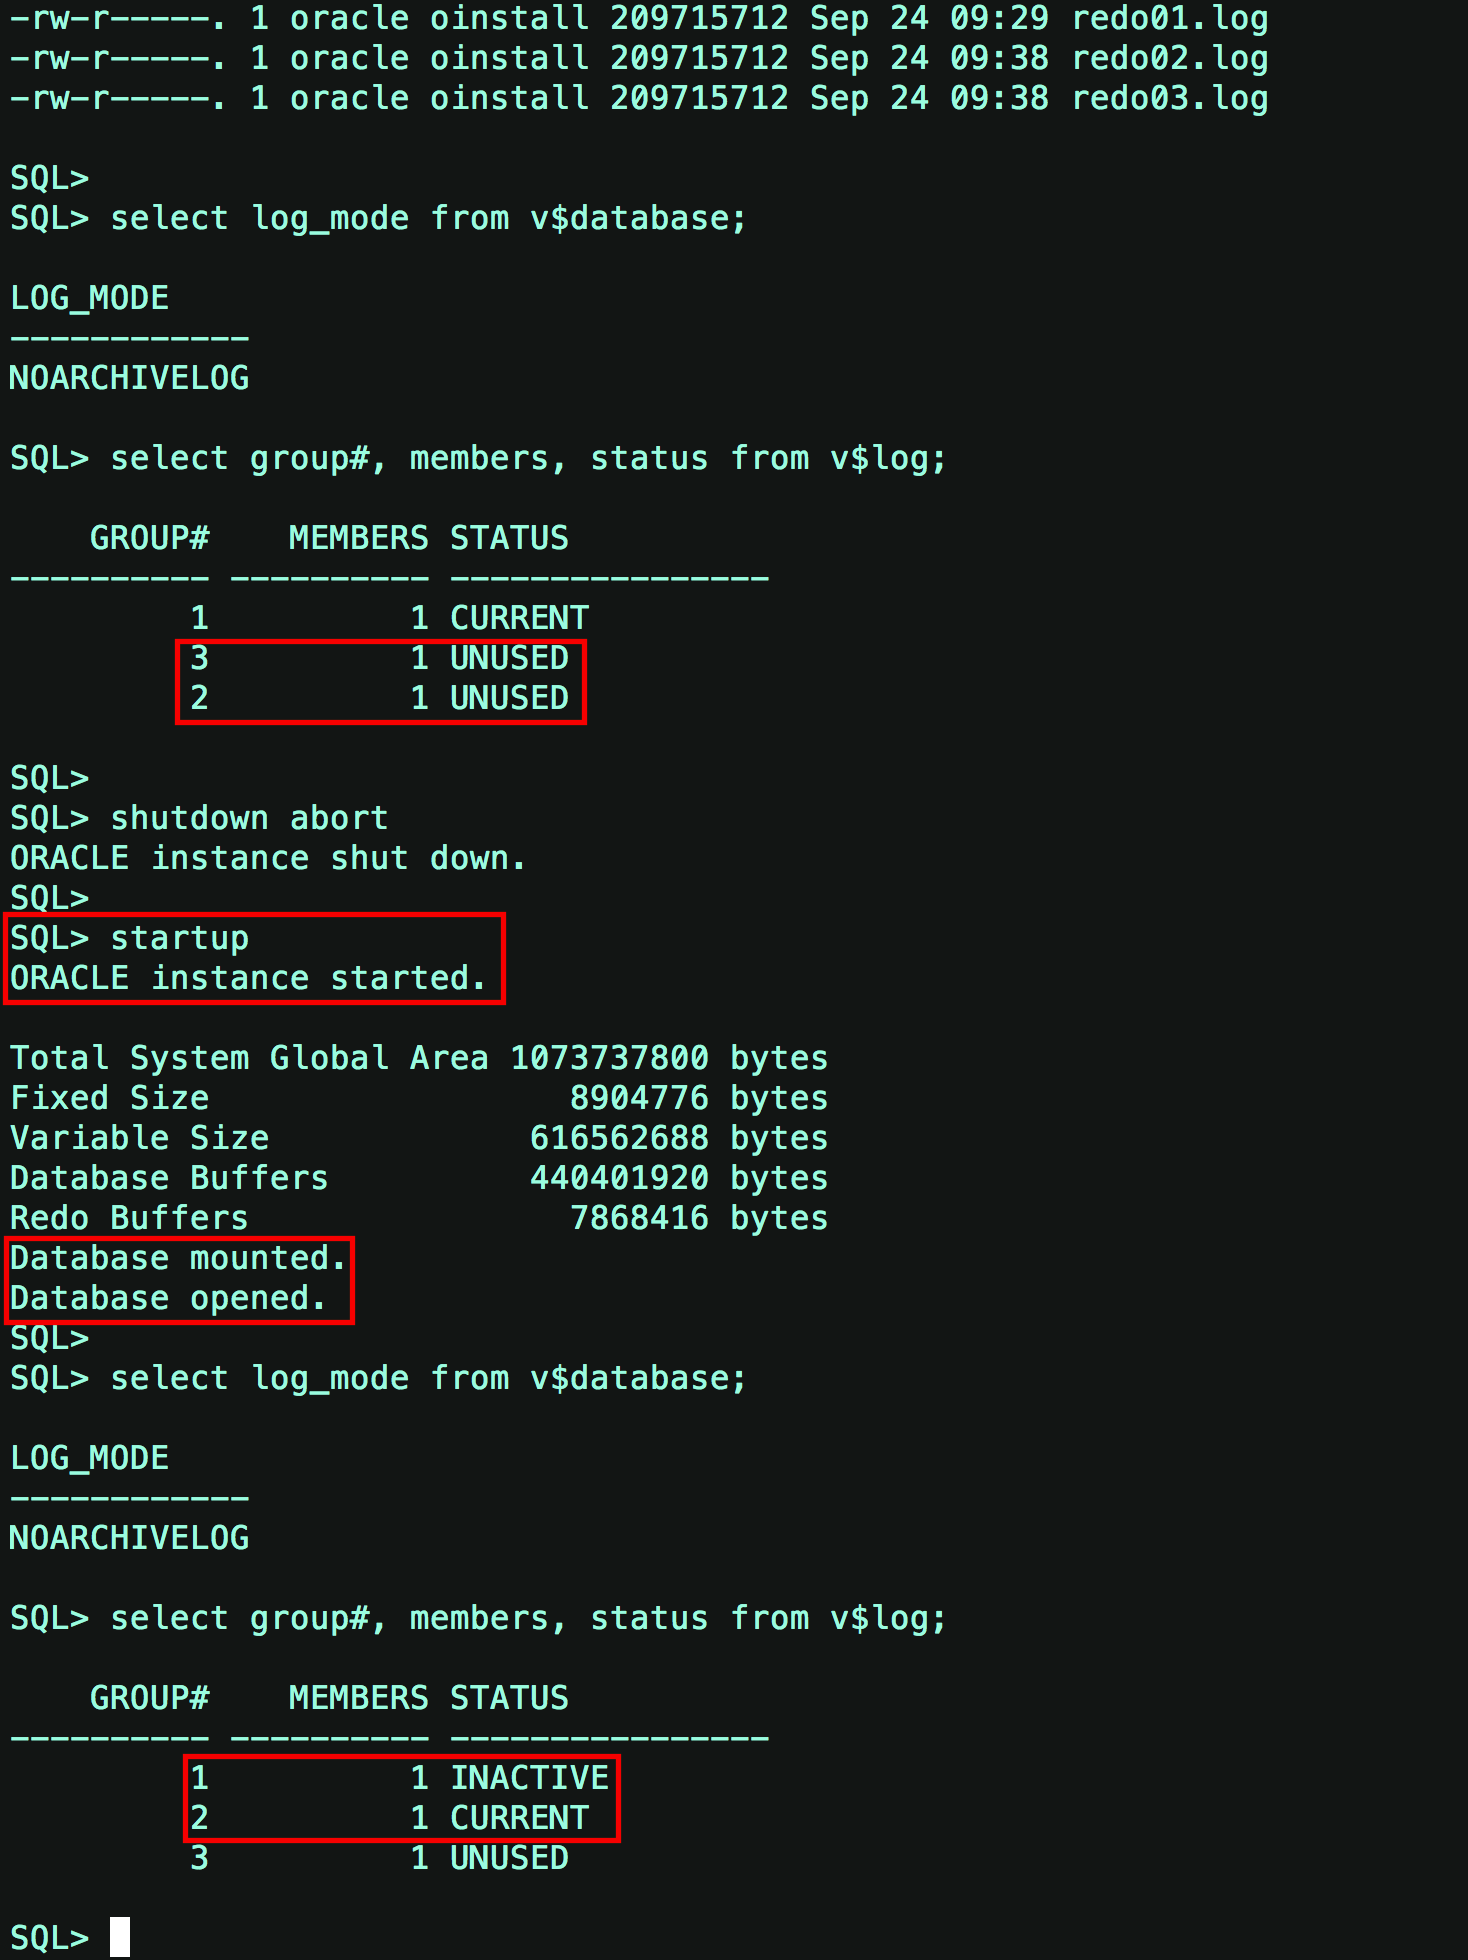 -rw-r-----. 1 oracle oinstall 209715712 Sep 24 09:29 redo01.log
-rw-r-----. 1 oracle oinstall 209715712 Sep 24 09:38 redo02.log
-rw-r-----. 1 oracle oinstall 209715712 Sep 24 09:38 redo03.log
SQL>
SQL> select log_mode from v$database;
LOG_MODE
------------
NOARCHIVELOG
SQL> select group#, members, status from v$log;
    GROUP#    MEMBERS STATUS
---------- ---------- ----------------
         1          1 CURRENT
         3          1 UNUSED
         2          1 UNUSED
SQL>
SQL> shutdown abort
ORACLE instance shut down.
SQL>
SQL> startup
ORACLE instance started.
Total System Global Area 1073737800 bytes
Fixed Size                  8904776 bytes
Variable Size             616562688 bytes
Database Buffers          440401920 bytes
Redo Buffers                7868416 bytes
Database mounted.
Database opened.
SQL>
SQL> select log_mode from v$database;
LOG_MODE
------------
NOARCHIVELOG
SQL> select group#, members, status from v$log;
    GROUP#    MEMBERS STATUS
---------- ---------- ----------------
         1          1 INACTIVE
         2          1 CURRENT
         3          1 UNUSED
SQL>